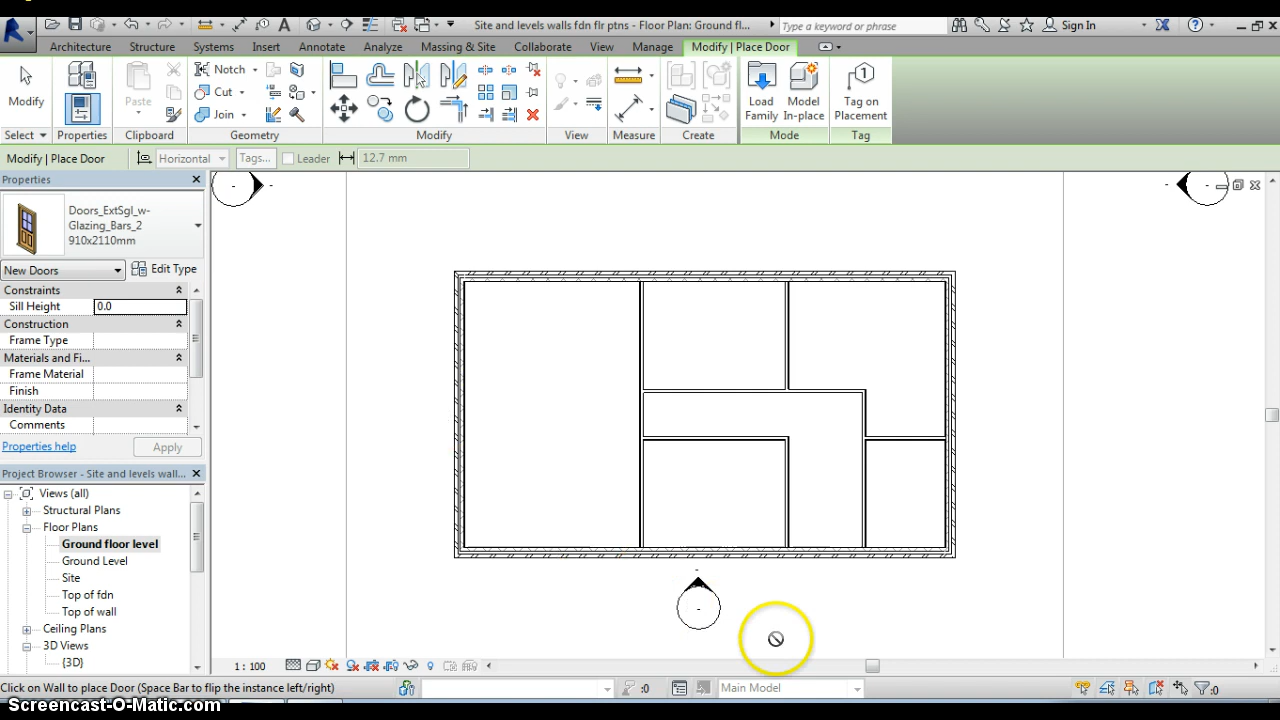 Site and levels walls fdn flr ptns - Floor Plan: Ground fl...
Type a keyword or phrase
Sign In
Architecture Structure Systems Insert Annotate Analyze Massing & Site Collaborate View Manage Modify | Place Door
Modify
Paste
Notch
Cut
Join
Load Family
Model In-place
Tag on Placement
Select Properties Clipboard Geometry Modify View Measure Create Mode Tag
Modify | Place Door Horizontal Tags... Leader 12.7 mm
Properties
Doors_ExtSgl_w-
Glazing_Bars_2
910x2110mm
New Doors Edit Type
Constraints
Sill Height 0.0
Construction
Frame Type
Materials and Fi...
Frame Material
Finish
Identity Data
Comments
Properties help Apply
Project Browser - Site and levels wall...
Views (all)
Structural Plans
Floor Plans
Ground floor level
Ground Level
Site
Top of fdn
Top of wall
Ceiling Plans
3D Views
{3D}
1 : 100
Click on Wall to place Door (Space Bar to flip the instance left/right) :0 Main Model :0
Screencast-O-Matic.com